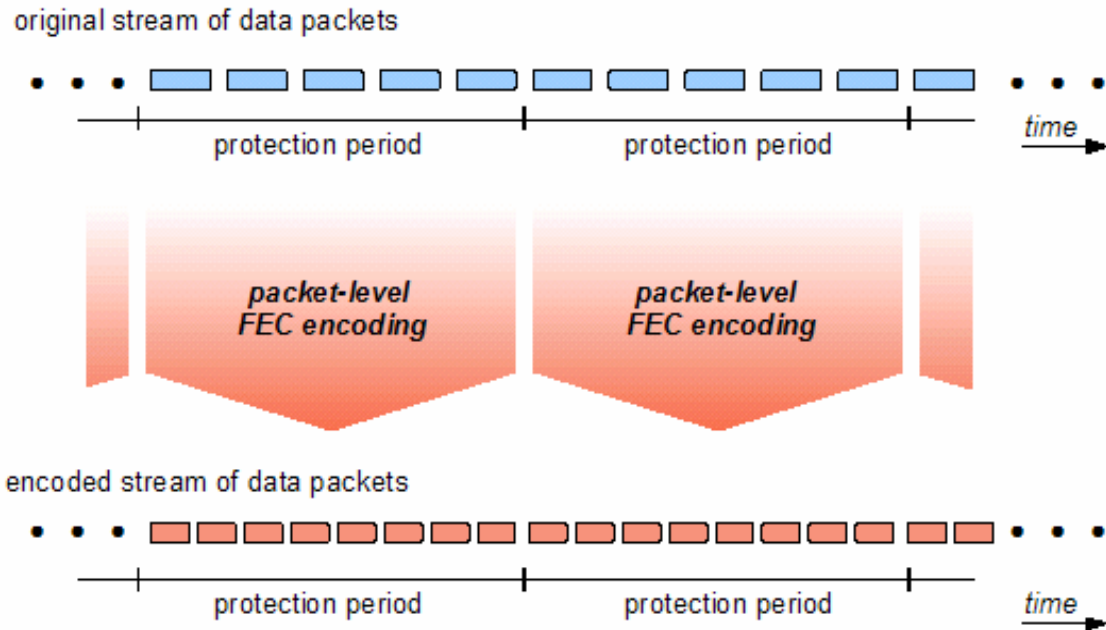 original stream of data packets
protection period protection period time
packet-level packet-level
FEC encoding FEC encoding
encoded stream of data packets
protection period protection period time